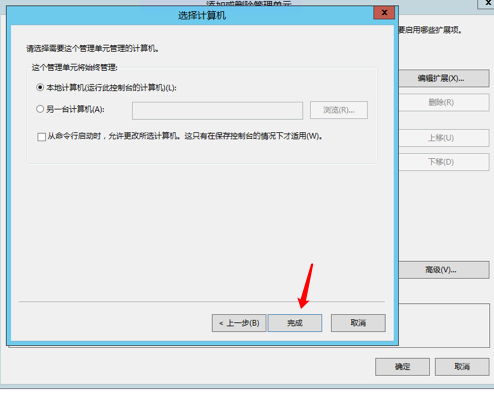 添加或删除管理单元
x
选择计算机
x
要启用哪些扩展项。
请选择需要这个管理单元管理的计算机。
这个管理单元将始终管理:
本地计算机(运行此控制台的计算机)(L):
另一台计算机(A):
浏览(R)...
从命令行启动时，允许更改所选计算机。这只有在保存控制台的情况下才适用(W)。
编辑扩展(X)...
删除(R)
上移(U)
下移(D)
高级(V)...
< 上一步(B)
完成
取消
确定
取消